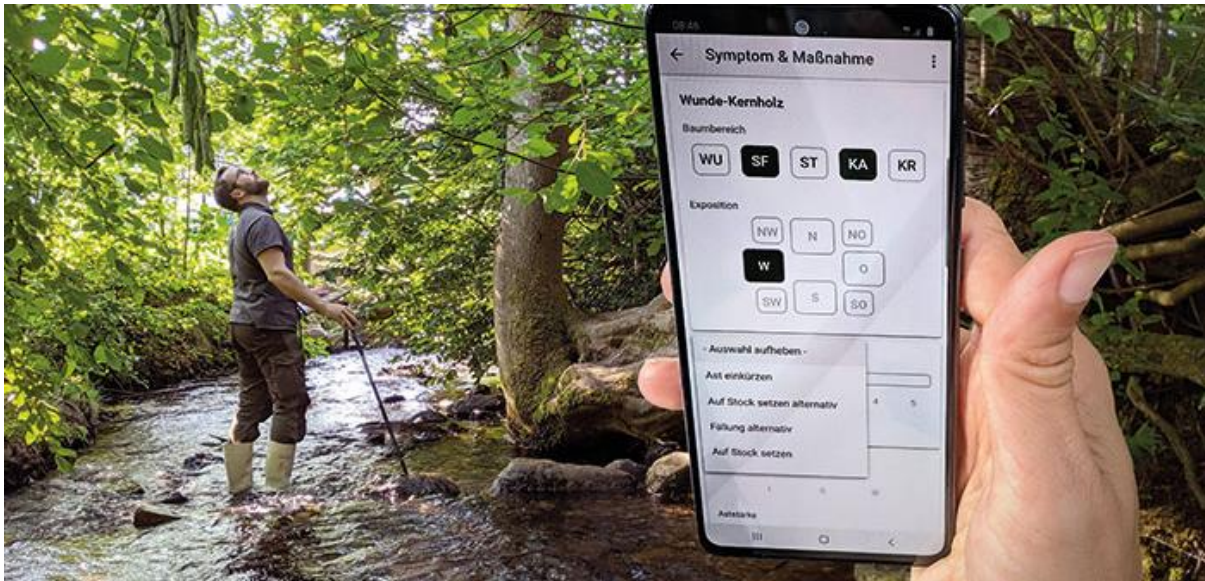 08:46
Symptom & Maßnahme
Wunde-Kernholz
Baumbereich
WU SF ST KA KR
Exposition
NW N NO
W O
SW S SO
- Auswahl aufheben -
Ast einkürzen
Auf Stock setzen alternativ
4 5
Fällung alternativ
Auf Stock setzen
Aststärke